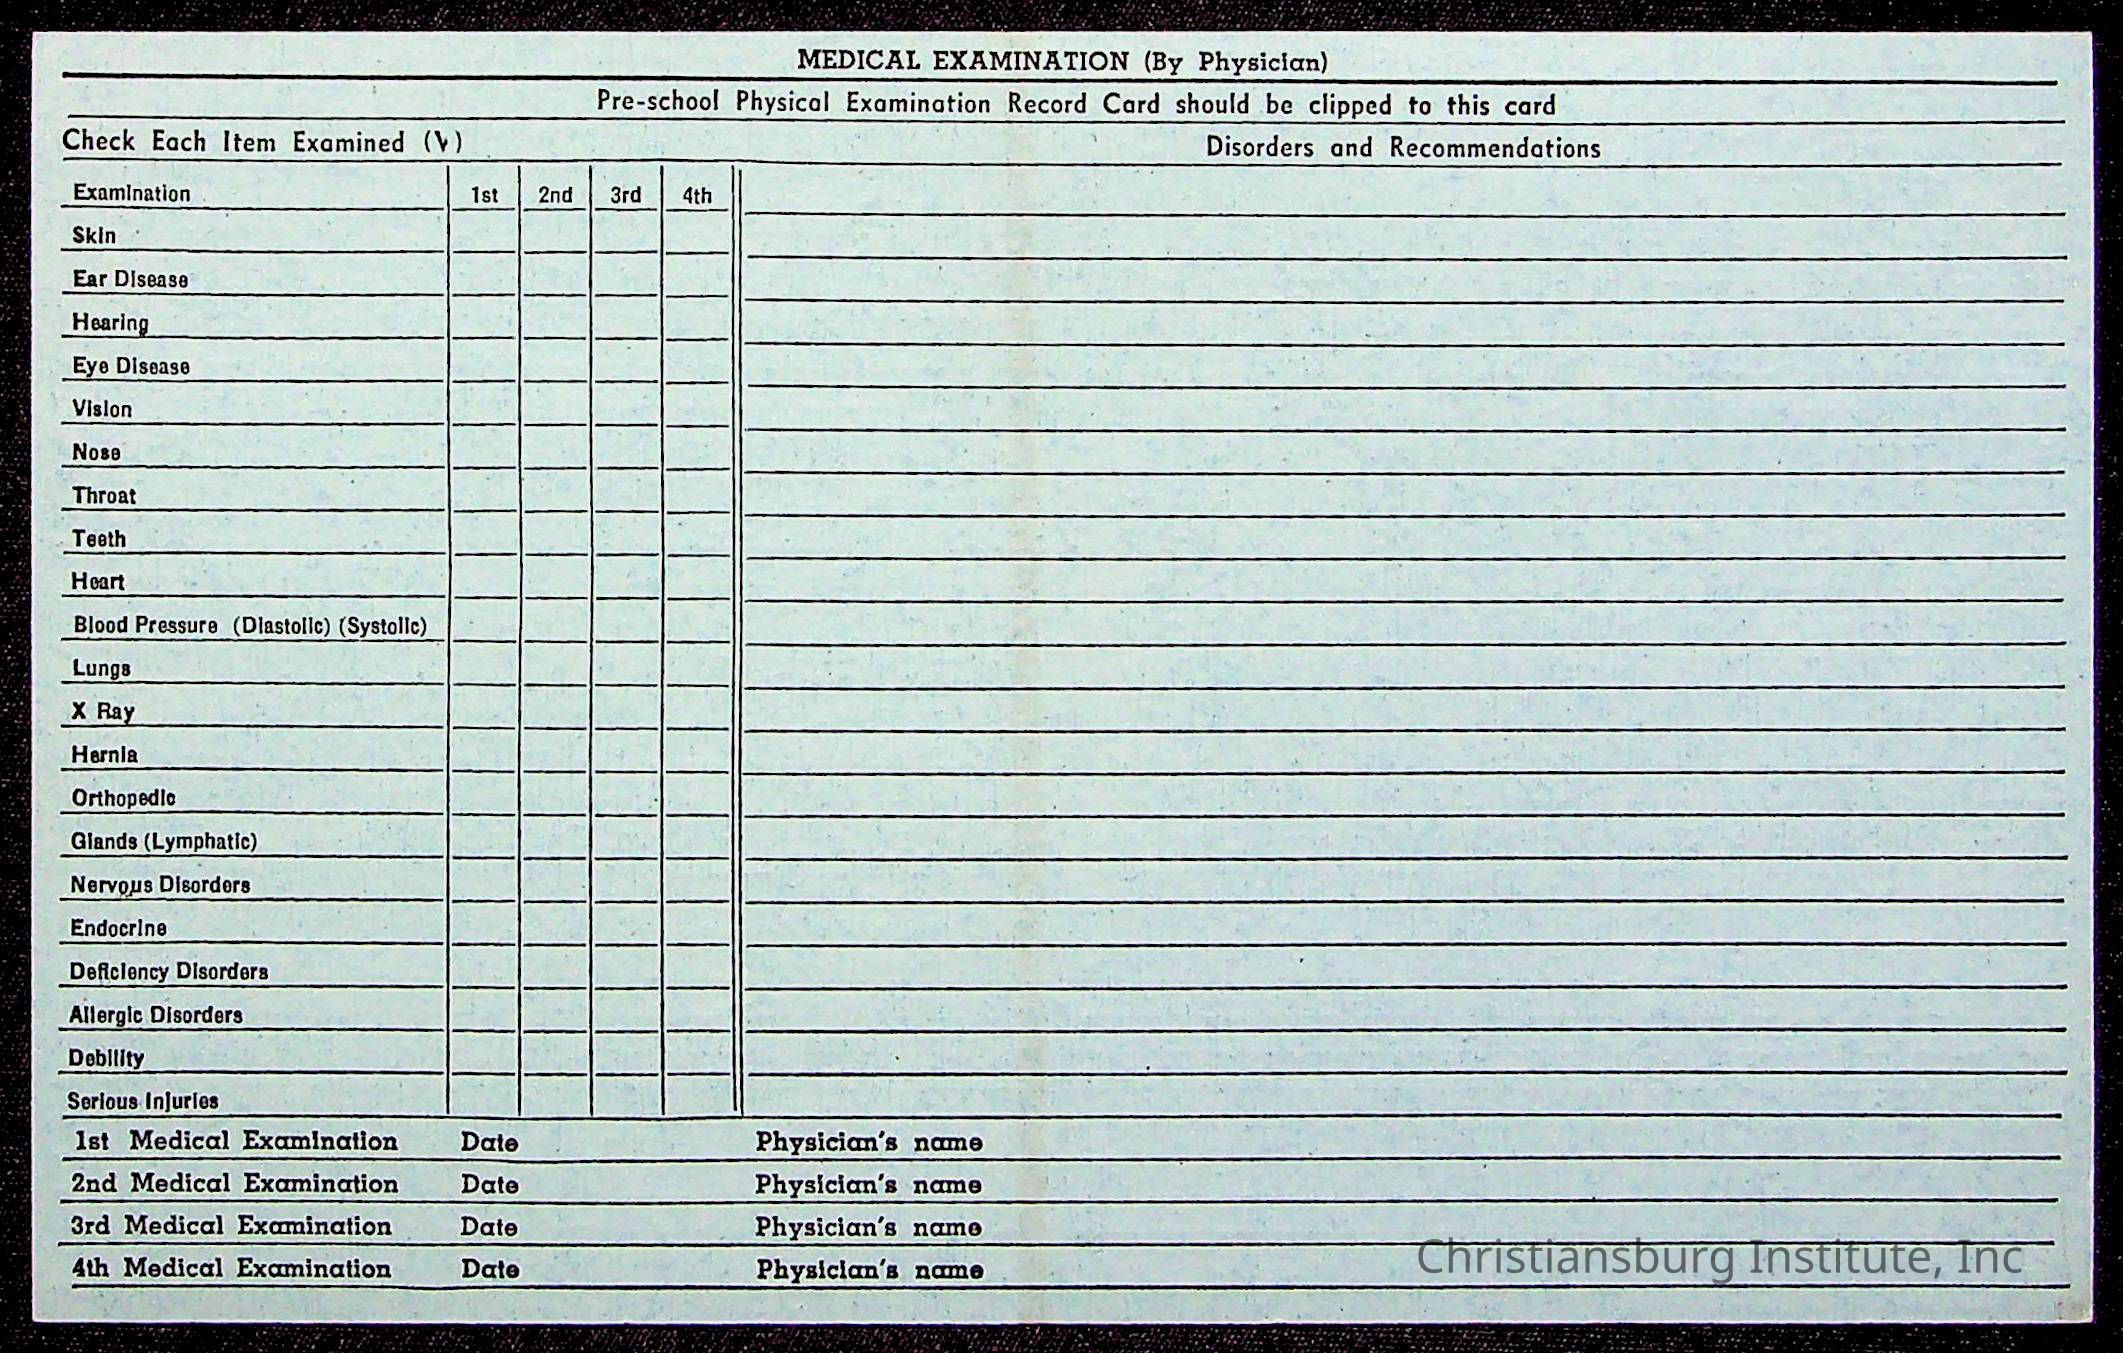 MEDICAL EXAMINATION (By Physician)
Pre-school Physical Examination Record Card should be clipped to this card
Check Each Item Examined (√) Disorders and Recommendations
Examination 1st 2nd 3rd 4th
Skin
Ear Disease
Hearing
Eye Disease
Vision
Nose
Throat
Teeth
Heart
Blood Pressure (Diastolic) (Systolic)
Lungs
X Ray
Hernia
Orthopedic
Glands (Lymphatic)
Nervous Disorders
Endocrine
Deficiency Disorders
Allergic Disorders
Debility
Serious Injuries
1st Medical Examination Date Physician's name
2nd Medical Examination Date Physician's name
3rd Medical Examination Date Physician's name
4th Medical Examination Date Physician's name
Christiansburg Institute, Inc